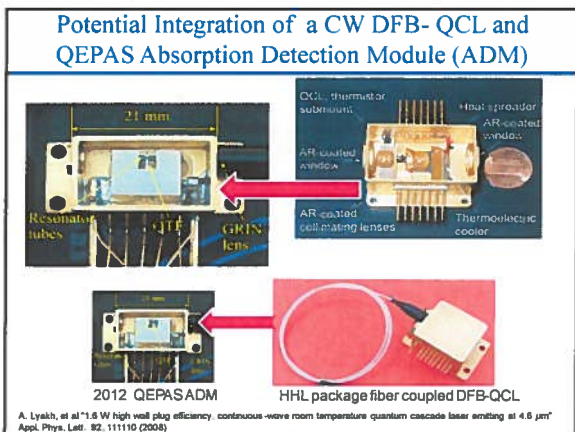 Potential Integration of a CW DFB- QCL and
QEPAS Absorption Detection Module (ADM)
21 mm
Resonator
tubes
QTF
GRIN
lens
QCL, thermistor
submount
Heat spreader
AR-coated
window
AR-coated
window
AR-coated
collimating lenses
Thermoelectric
cooler
2012 QEPAS ADM
HHL package fiber coupled DFB-QCL
A. Lyakh, et al "1.6 W high wall plug efficiency, continuous-wave room temperature quantum cascade laser emitting at 4.6 µm"
Appl. Phys. Lett. 92, 111110 (2008)